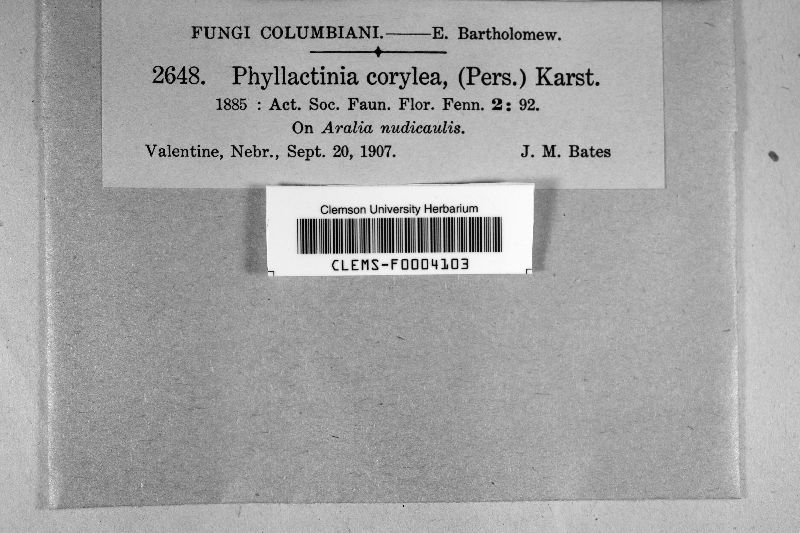 FUNGI COLUMBIANI.——E. Bartholomew.
2648. Phyllactinia corylea, (Pers.) Karst.
1885 : Act. Soc. Faun. Flor. Fenn. 2: 92.
On Aralia nudicaulis.
Valentine, Nebr., Sept. 20, 1907. J. M. Bates
Clemson University Herbarium
CLEMS-F0004103